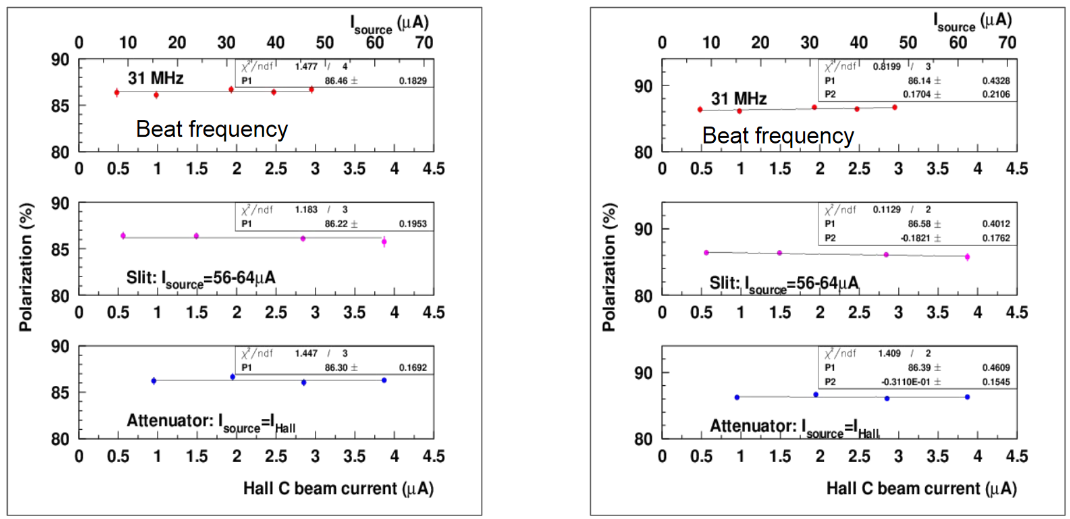 I_source (μA)
0 10 20 30 40 50 60 70
90
85
80
χ²/ndf 1.477 / 4
P1 86.46 ± 0.1829
31 MHz
Beat frequency
0 0.5 1 1.5 2 2.5 3 3.5 4 4.5
Polarization (%)
90
85
80
χ²/ndf 1.183 / 3
P1 86.22 ± 0.1953
Slit: I_source=56-64μA
0 0.5 1 1.5 2 2.5 3 3.5 4 4.5
90
85
80
χ²/ndf 1.447 / 3
P1 86.30 ± 0.1692
Attenuator: I_source=I_Hall
0 0.5 1 1.5 2 2.5 3 3.5 4 4.5
Hall C beam current (μA)
I_source (μA)
0 10 20 30 40 50 60 70
90
80
χ²/ndf 0.8199 / 3
P1 86.14 ± 0.4328
P2 0.1704 ± 0.2106
31 MHz
Beat frequency
0 0.5 1 1.5 2 2.5 3 3.5 4 4.5
Polarization (%)
90
80
χ²/ndf 0.1129 / 2
P1 86.58 ± 0.4012
P2 -0.1821 ± 0.1762
Slit: I_source=56-64μA
0 0.5 1 1.5 2 2.5 3 3.5 4 4.5
90
80
χ²/ndf 1.409 / 2
P1 86.39 ± 0.4609
P2 -0.3110E-01 ± 0.1545
Attenuator: I_source=I_Hall
0 0.5 1 1.5 2 2.5 3 3.5 4 4.5
Hall C beam current (μA)